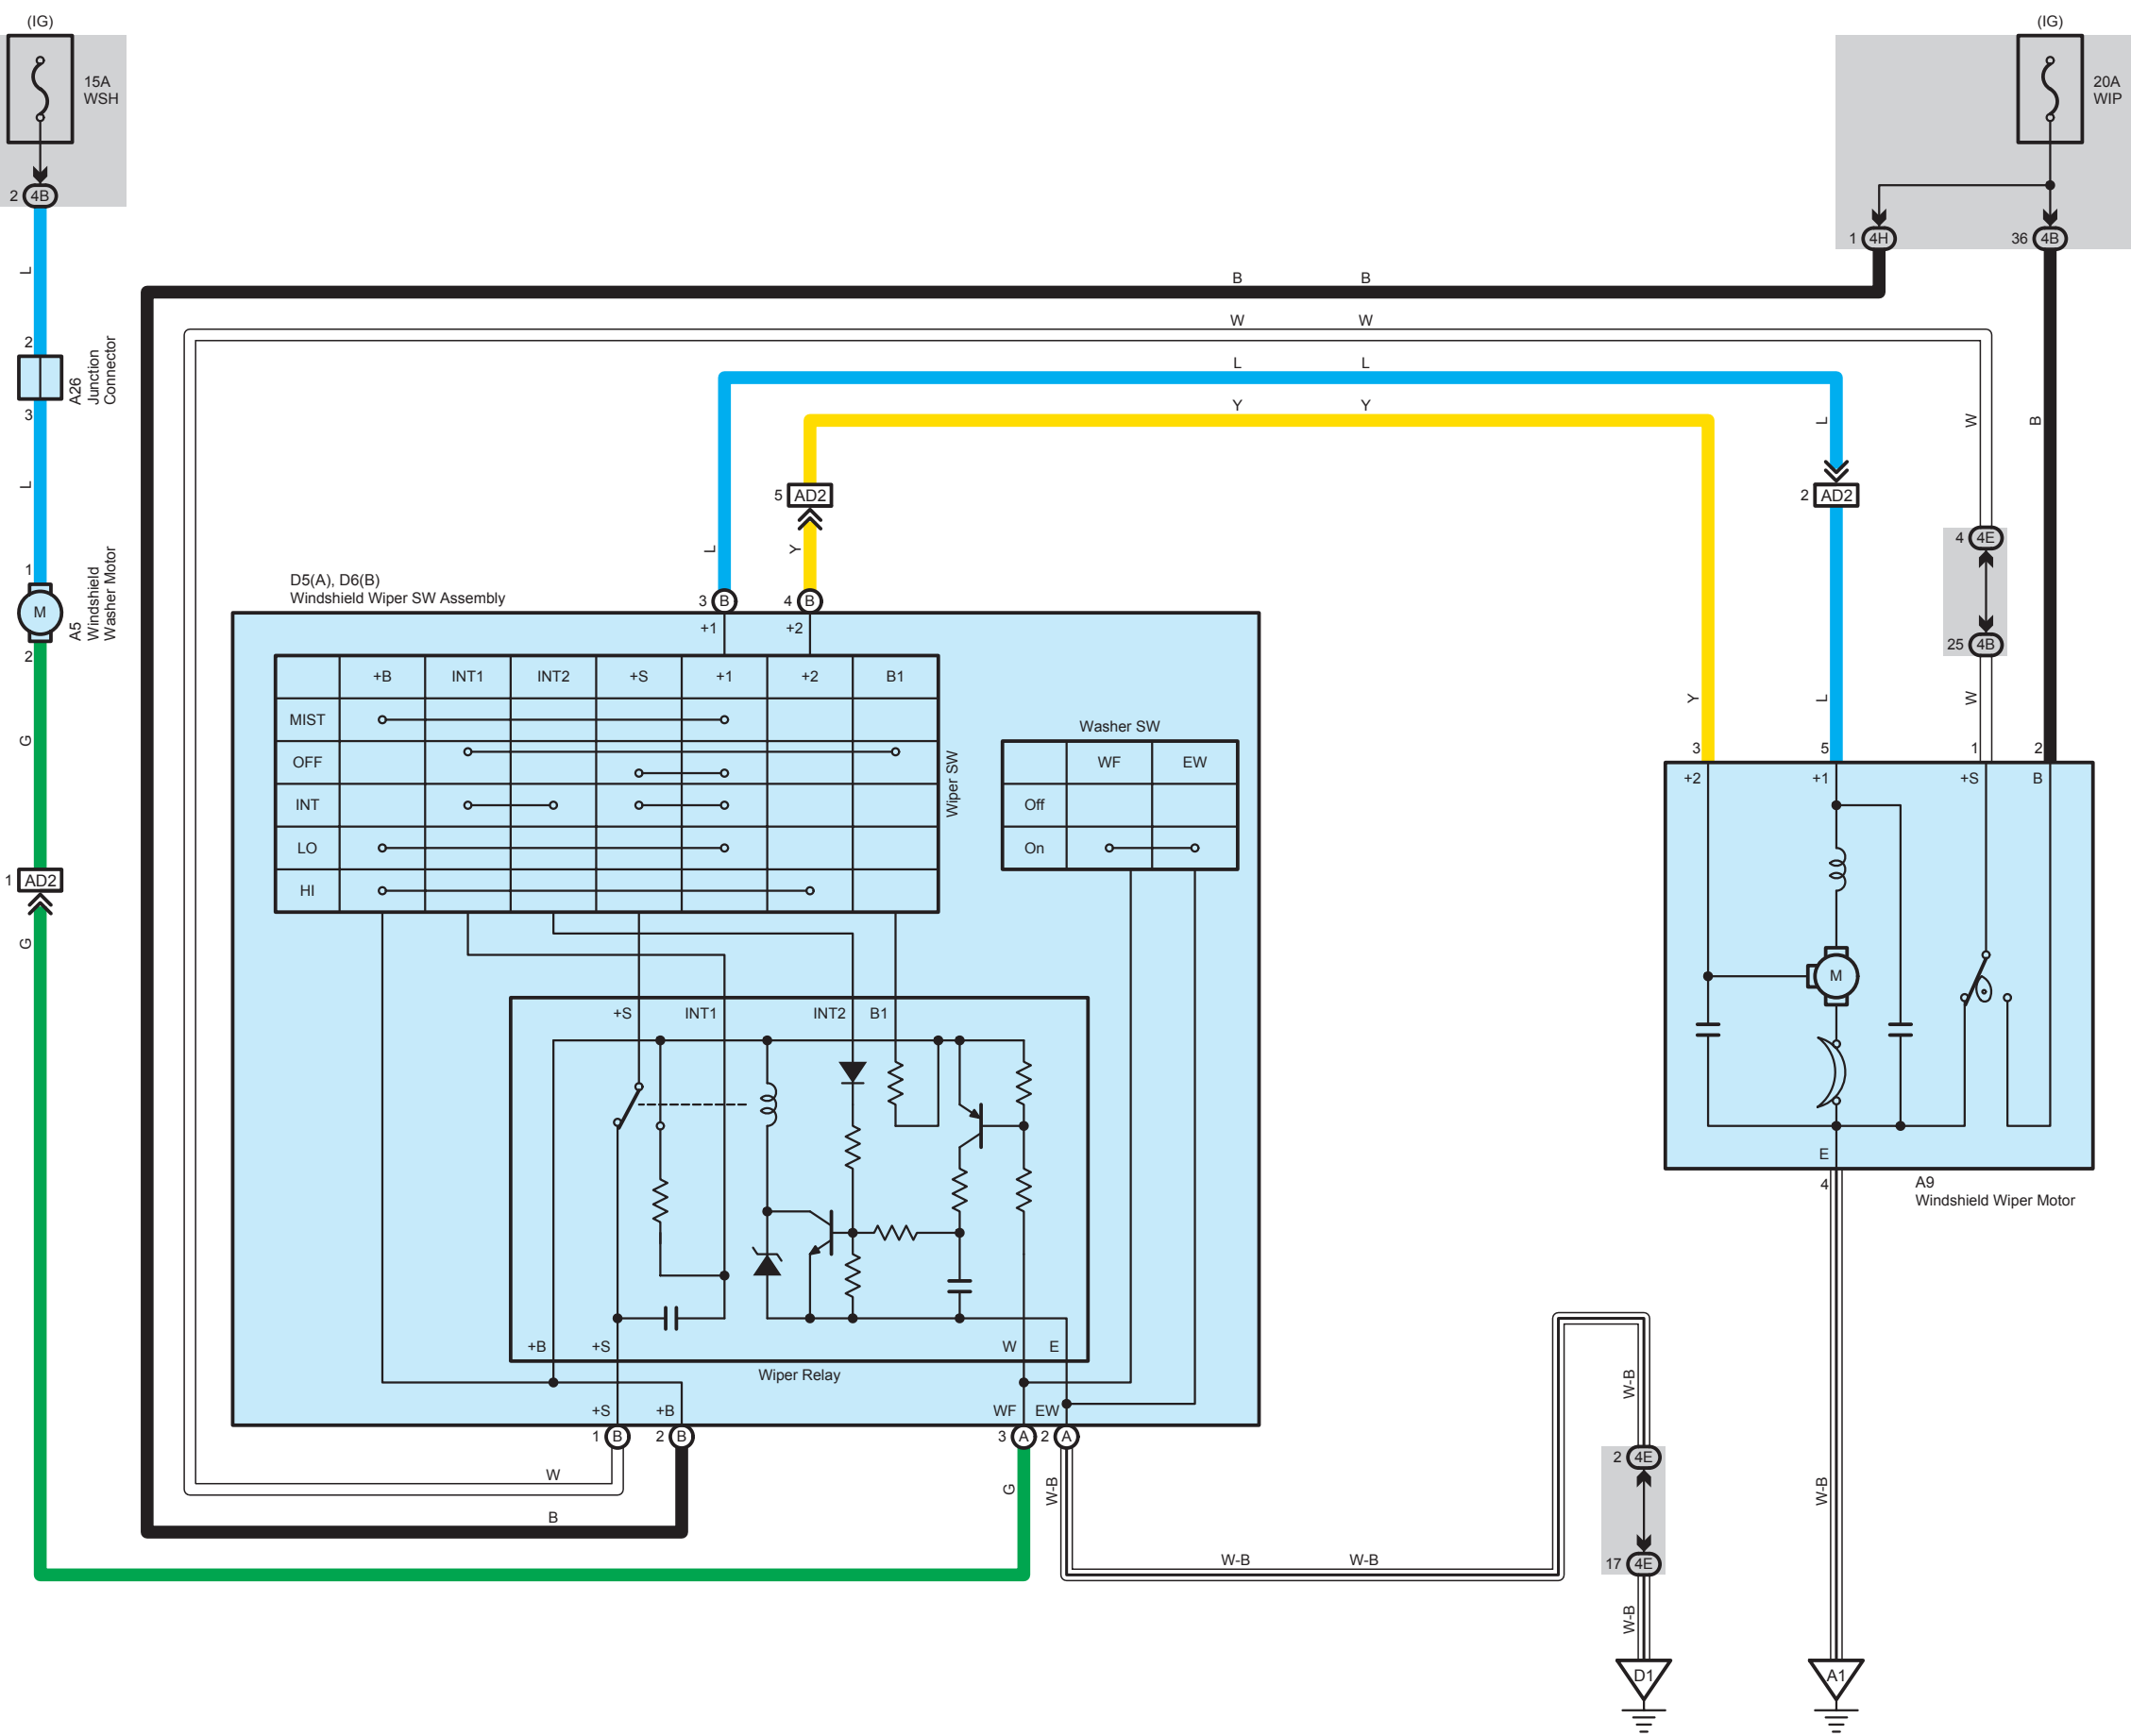 (IG)
(IG)
15A
WSH
20A
WIP
2 4B
1 4H
36 4B
B B
L
W W
2
L L
A26
Junction
Connector
Y Y
3
L
W
B
L
5 AD2
2 AD2
L
Y
4 4E
1
D5(A), D6(B)
Windshield Wiper SW Assembly
3 B
4 B
M
A5
Windshield
Washer Motor
+1
+2
25 4B
2
+B INT1 INT2 +S +1 +2 B1
Y
L
W
MIST
Washer SW
G
OFF
WF EW
3
5
1
2
Wiper SW
+2
+1
+S
B
INT
Off
LO
On
1 AD2
HI
G
M
+S INT1 INT2 B1
E
4
A9
Windshield Wiper Motor
+B +S W E
Wiper Relay
W-B
+S +B WF EW
1 B
2 B
3 A
2 A
2 4E
W
G
W-B
W-B
B
W-B W-B
17 4E
W-B
D1
A1